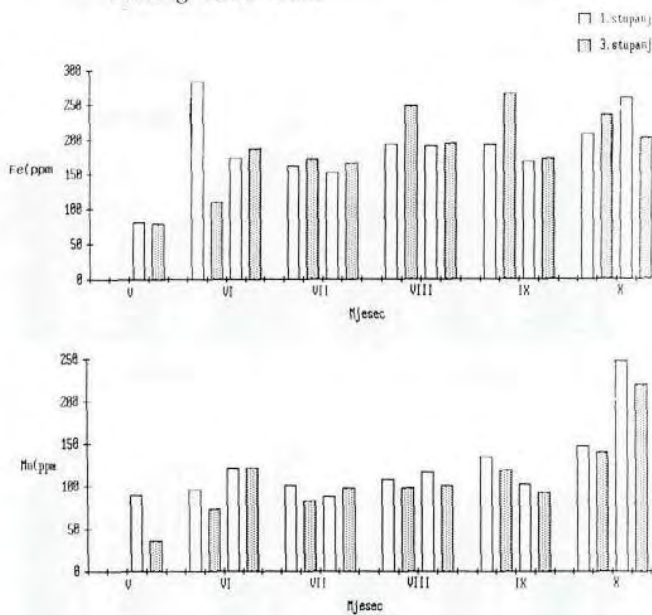 1.stupanj
3.stupanj
300
250
200
150
100
50
0
Fe(ppm
V VI VII VIII IX X
Mjesec
250
200
150
100
50
0
Mn(ppm
V VI VII VIII IX X
Mjesec